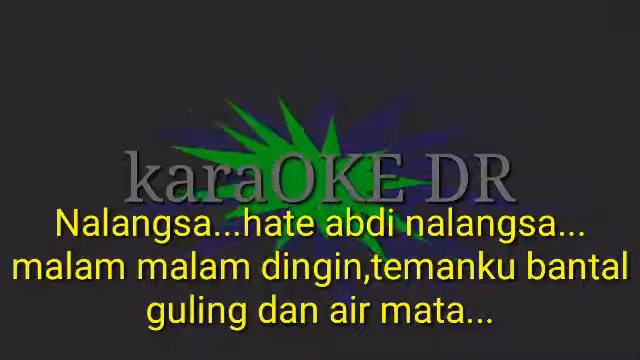 karaOKE DR
Nalangsa...hate abdi nalangsa...
malam malam dingin,temanku bantal
guling dan air mata...